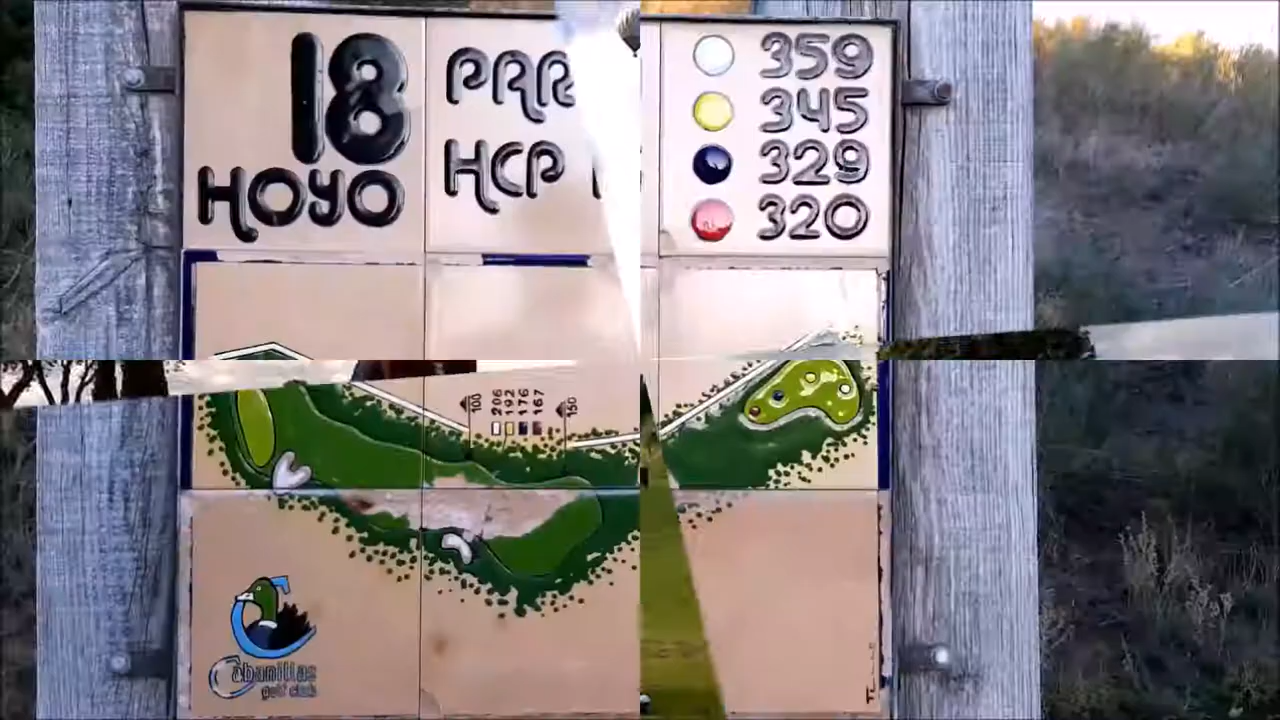 18
HOYO
PAR
HCP
359
345
329
320
100
206
192
176
167
150
Cabanillas
golf club